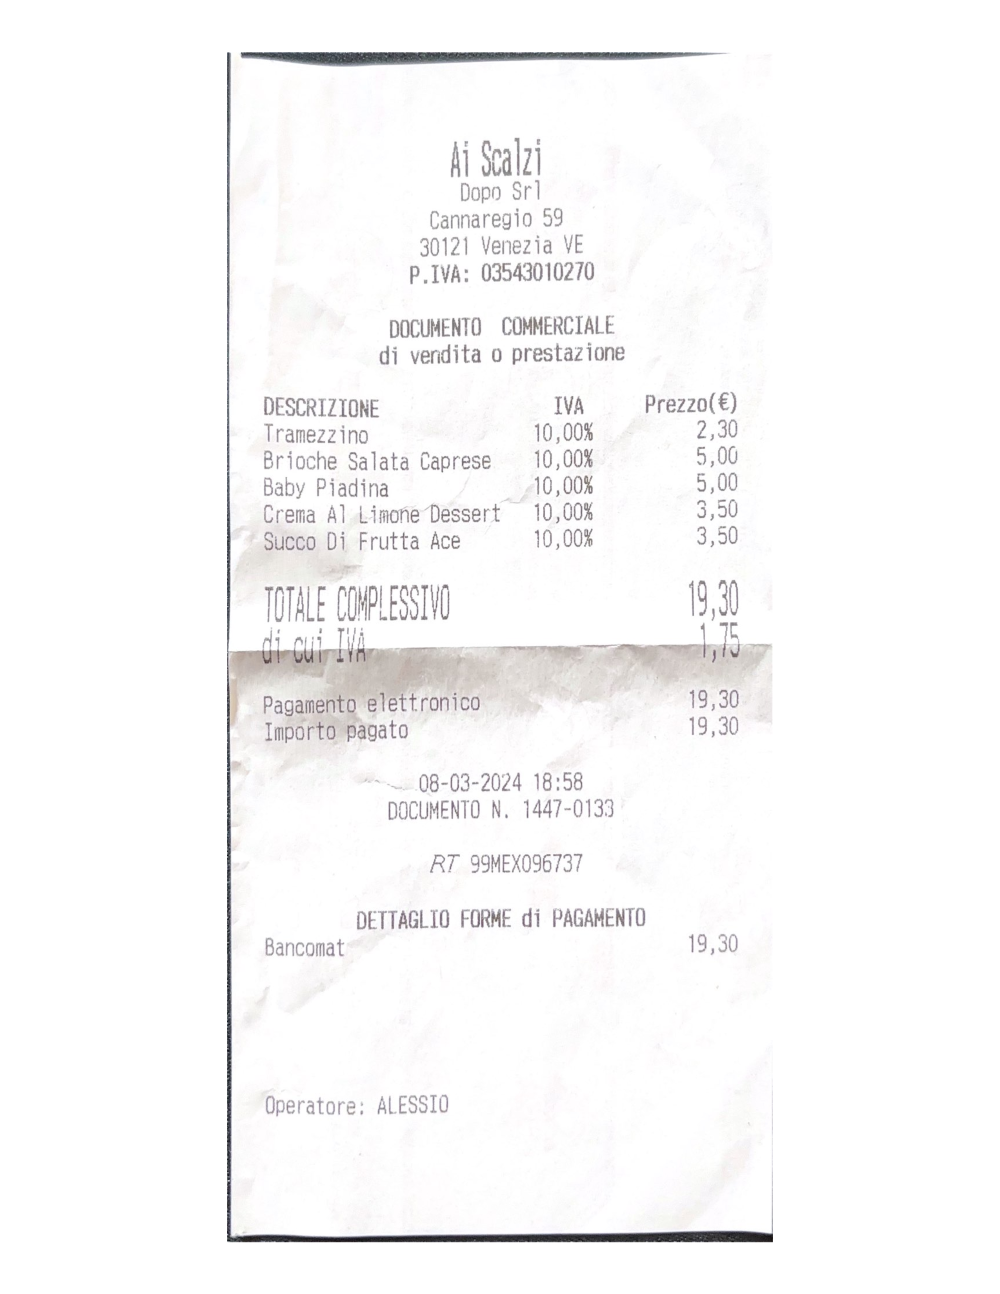 Ai Scalzi
Dopo Srl
Cannaregio 59
30121 Venezia VE
P.IVA: 03543010270
DOCUMENTO COMMERCIALE
di vendita o prestazione
DESCRIZIONE IVA Prezzo(€)
Tramezzino 10,00% 2,30
Brioche Salata Caprese 10,00% 5,00
Baby Piadina 10,00% 5,00
Crema Al Limone Dessert 10,00% 3,50
Succo Di Frutta Ace 10,00% 3,50
TOTALE COMPLESSIVO 19,30
di cui IVA 1,75
Pagamento elettronico 19,30
Importo pagato 19,30
08-03-2024 18:58
DOCUMENTO N. 1447-0133
RT 99MEX096737
DETTAGLIO FORME di PAGAMENTO
Bancomat 19,30
Operatore: ALESSIO